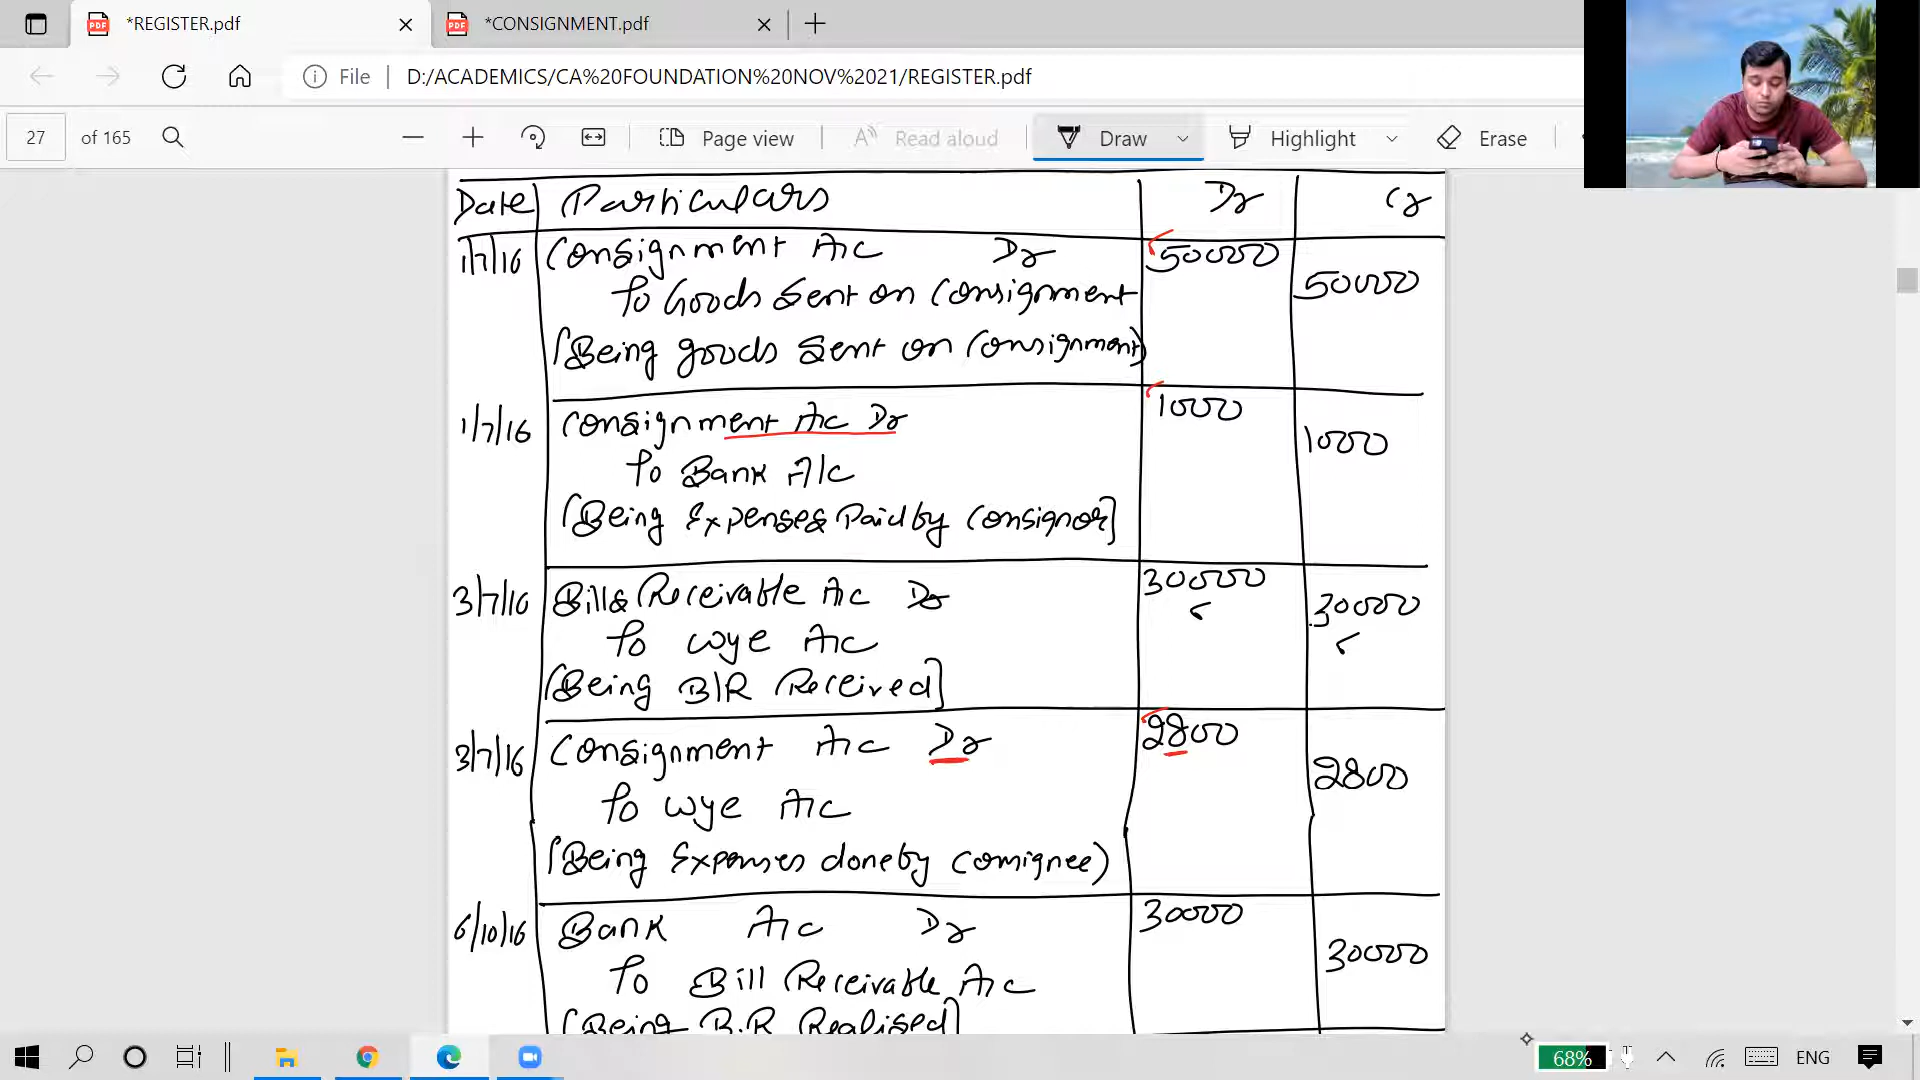 *REGISTER.pdf
*CONSIGNMENT.pdf
File D:/ACADEMICS/CA%20FOUNDATION%20NOV%2021/REGISTER.pdf
27 of 165 Page view Read aloud Draw Highlight Erase
Date Particulars Dr Cr
1/7/16 Consignment A/c Dr 50000
To Goods Sent on Consignment 50000
[Being goods sent on Consignment]
1/7/16 Consignment A/c Dr 1000
To Bank A/c 1000
[Being Expenses Paid by Consignor]
3/7/16 Bills Receivable A/c Dr 30000
To Wye A/c 30000
[Being B/R Received]
3/7/16 Consignment A/c Dr 2800
To Wye A/c 2800
[Being Expenses done by Consignee)
6/10/16 Bank A/c Dr 30000
To Bill Receivable A/c 30000
[Being B.R Realised]
68% ENG